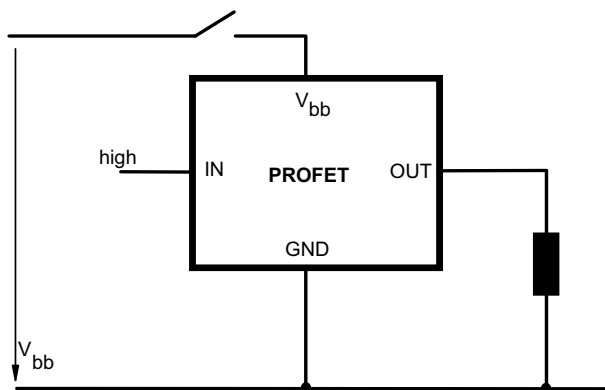 Vbb
high
IN
PROFET
OUT
GND
Vbb